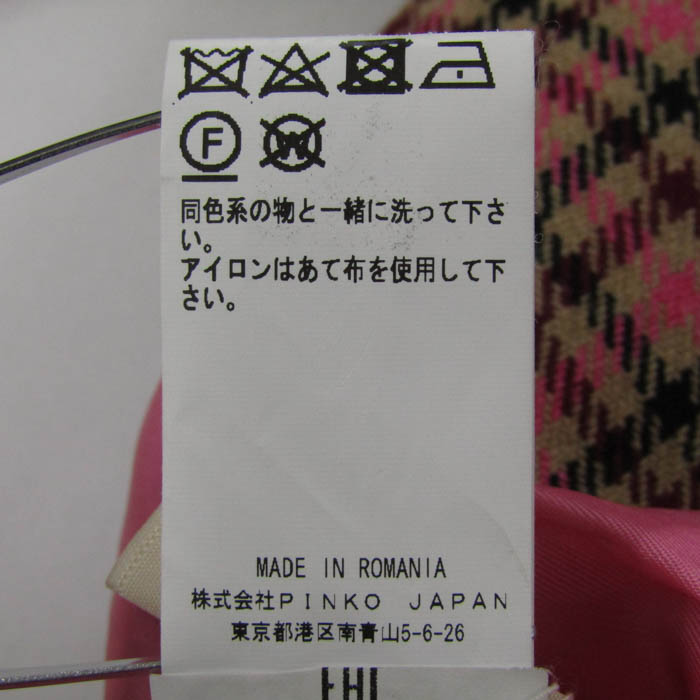 F W
同色系の物と一緒に洗って下さ
い。
アイロンはあて布を使用して下
さい。
MADE IN ROMANIA
株式会社PINKO JAPAN
東京都港区南青山5-6-26